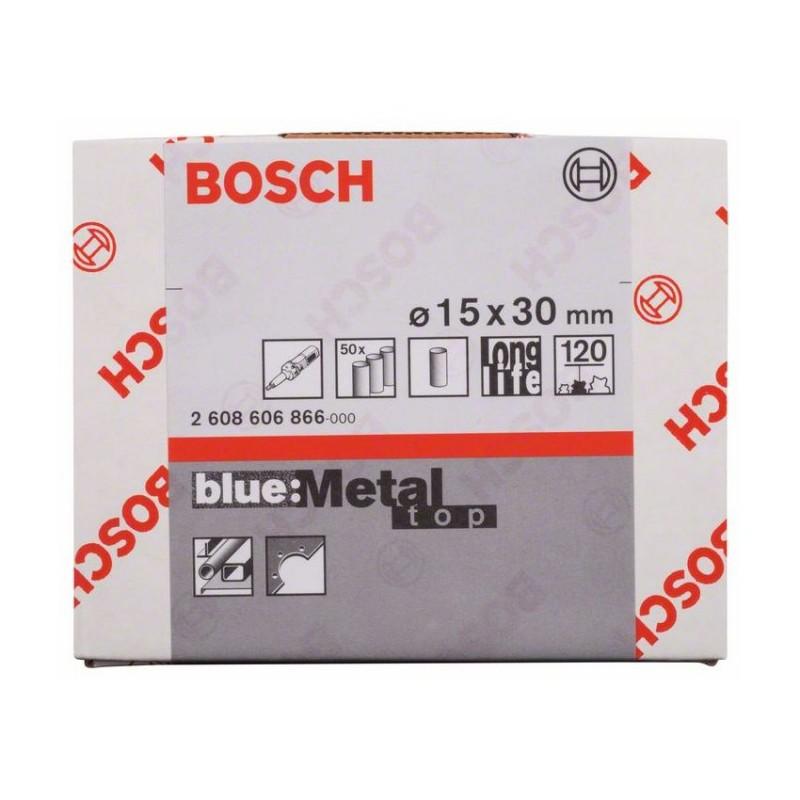 BOSCH
BOSCH
ø 15 x 30 mm
50x
Long
life
120
2 608 606 866-000
blue:Metal
top
BOSCH
BOSCH
BOSCH